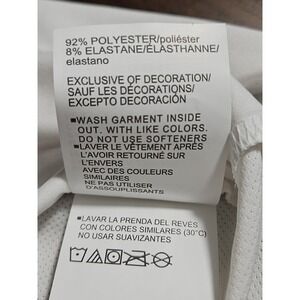 92% POLYESTER/poliéster
8% ELASTANE/ÉLASTHANNE/
elastano
EXCLUSIVE OF DECORATION/
SAUF LES DÉCORATIONS/
EXCEPTO DECORACIÓN
▪WASH GARMENT INSIDE
OUT. WITH LIKE COLORS.
DO NOT USE SOFTENERS
▪LAVER LE VÊTEMENT APRÈS
L'AVOIR RETOURNÉ SUR
L'ENVERS
AVEC DES COULEURS
SIMILAIRES
NE PAS UTILISER
D'ASSOUPLISSANTS
▪LAVAR LA PRENDA DEL REVÉS
CON COLORES SIMILARES (30°C)
NO USAR SUAVIZANTES